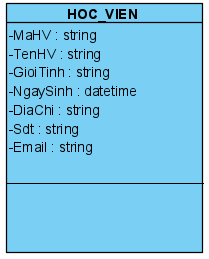 HOC_VIEN
-MaHV : string
-TenHV : string
-GioiTinh : string
-NgaySinh : datetime
-DiaChi : string
-Sdt : string
-Email : string